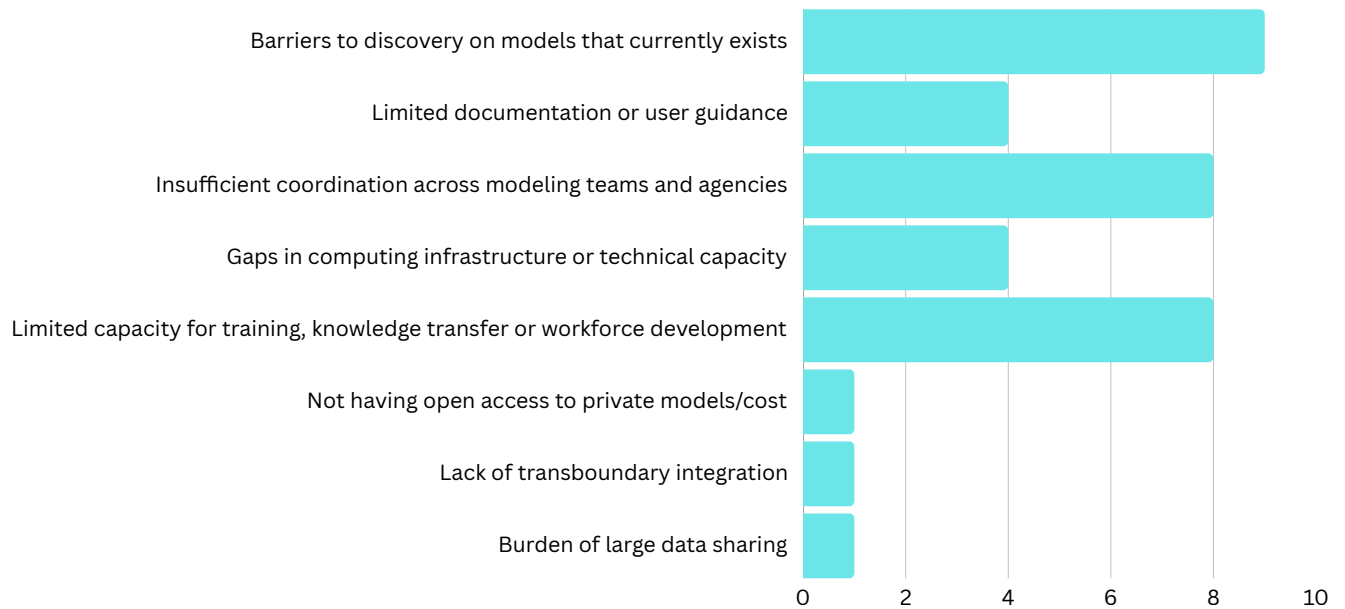 Barriers to discovery on models that currently exists
Limited documentation or user guidance
Insufficient coordination across modeling teams and agencies
Gaps in computing infrastructure or technical capacity
Limited capacity for training, knowledge transfer or workforce development
Not having open access to private models/cost
Lack of transboundary integration
Burden of large data sharing
0 2 4 6 8 10